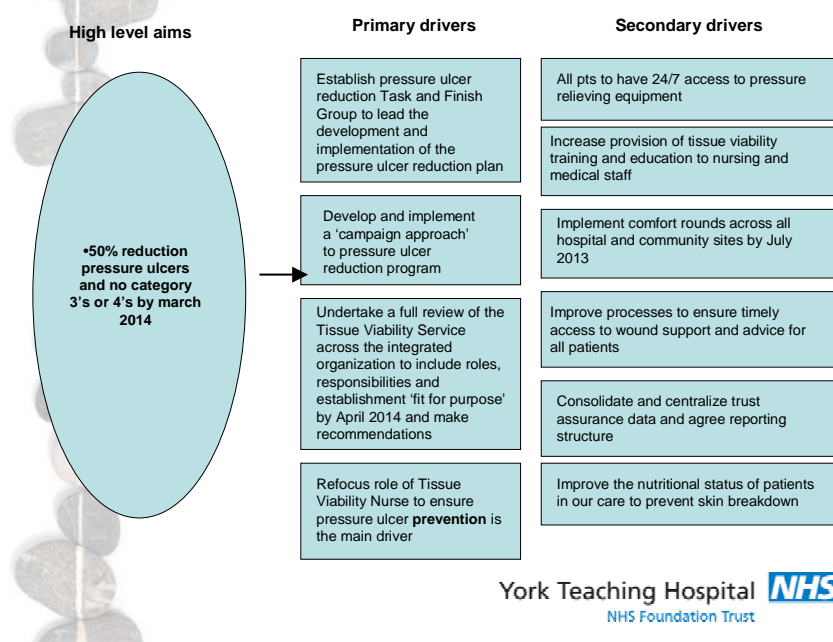 High level aims
•50% reduction
pressure ulcers
and no category
3's or 4's by march
2014
Primary drivers
Establish pressure ulcer
reduction Task and Finish
Group to lead the
development and
implementation of the
pressure ulcer reduction plan
Develop and implement
a ‘campaign approach’
to pressure ulcer
reduction program
Undertake a full review of the
Tissue Viability Service
across the integrated
organization to include roles,
responsibilities and
establishment ‘fit for purpose’
by April 2014 and make
recommendations
Refocus role of Tissue
Viability Nurse to ensure
pressure ulcer prevention is
the main driver
Secondary drivers
All pts to have 24/7 access to pressure
relieving equipment
Increase provision of tissue viability
training and education to nursing and
medical staff
Implement comfort rounds across all
hospital and community sites by July
2013
Improve processes to ensure timely
access to wound support and advice for
all patients
Consolidate and centralize trust
assurance data and agree reporting
structure
Improve the nutritional status of patients
in our care to prevent skin breakdown
York Teaching Hospital NHS
NHS Foundation Trust